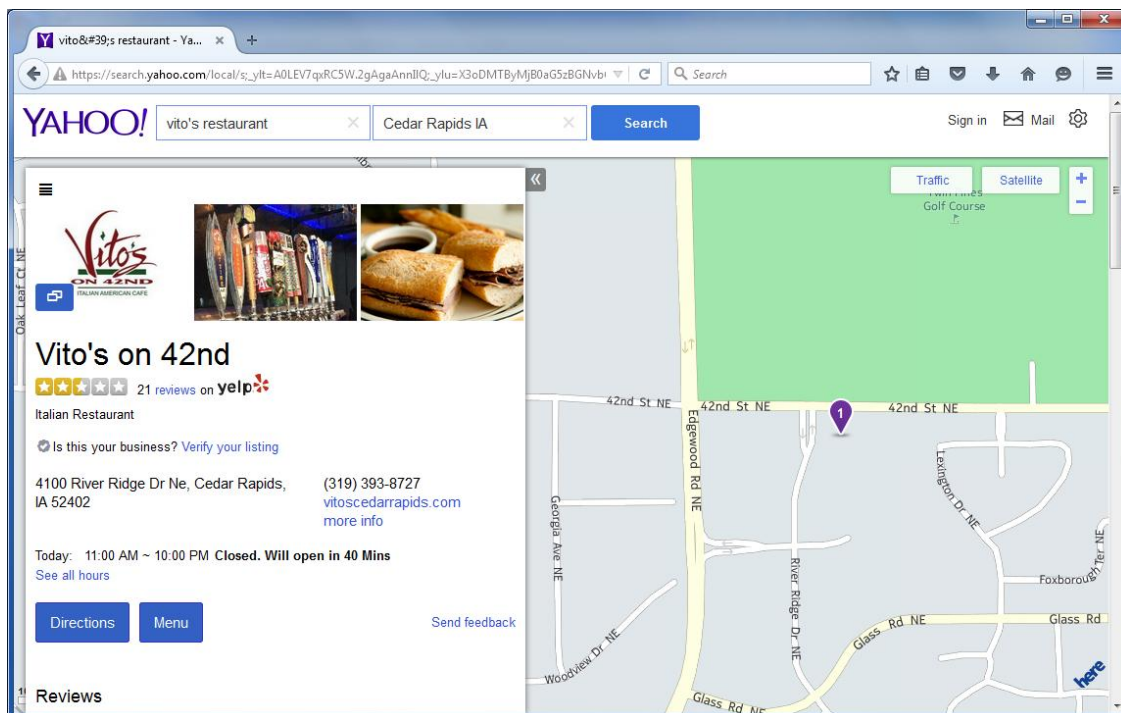 vito&#39;s restaurant - Ya...
https://search.yahoo.com/local/s;_ylt=A0LEV7qxRC5W.2gAgaAnnIIQ;_ylu=X3oDMTByMjB0aG5zBGNvb
Search
YAHOO!
vito's restaurant
Cedar Rapids IA
Search
Sign in
Mail
Vito's
ON 42ND
ITALIAN AMERICAN CAFE
Vito's on 42nd
21 reviews on yelp
Italian Restaurant
Is this your business? Verify your listing
4100 River Ridge Dr Ne, Cedar Rapids,
IA 52402
(319) 393-8727
vitoscedarrapids.com
more info
Today: 11:00 AM ~ 10:00 PM Closed. Will open in 40 Mins
See all hours
Directions
Menu
Send feedback
Reviews
Traffic
Satellite
Golf Course
Oak Leaf Ct NE
42nd St NE
42nd St NE
1
42nd St NE
Edgewood Rd NE
Georgia Ave NE
Lexington Dr NE
River Ridge Dr NE
Foxborough Ter NE
Glass Rd NE
Glass Rd
Woodview Dr NE
Glass Rd NE
here